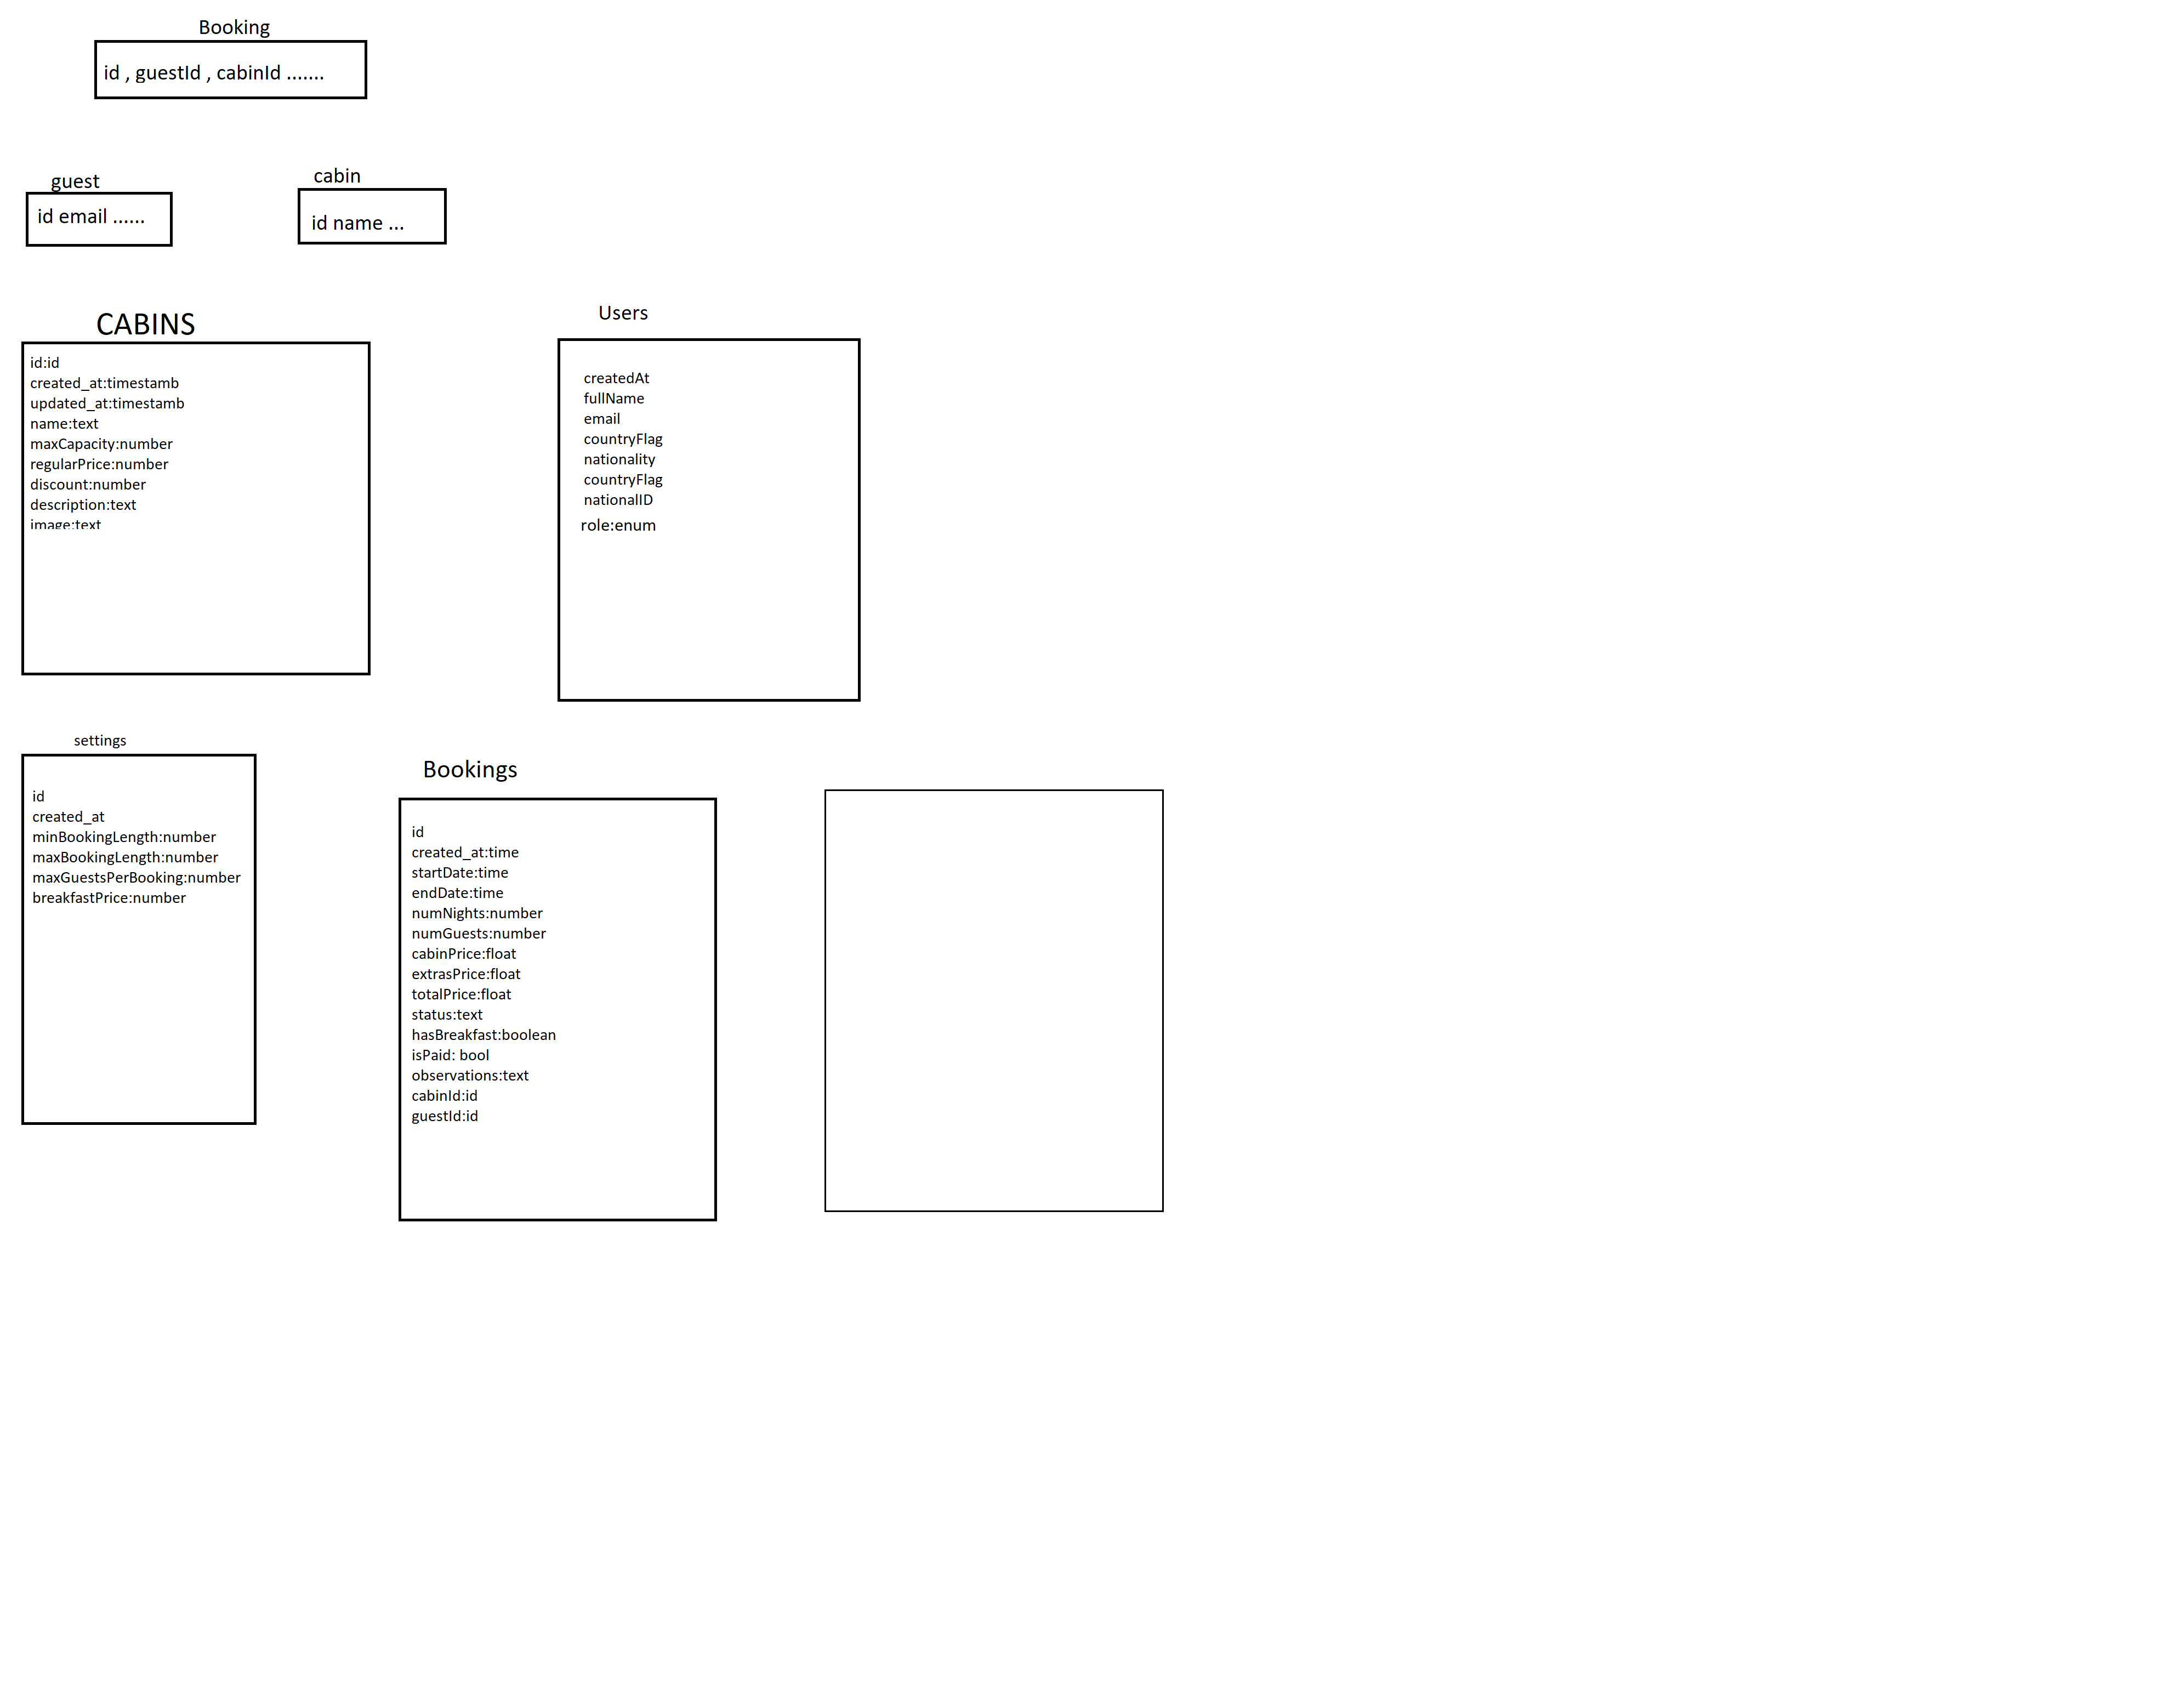 Booking
id , guestId , cabinId .......
guest
id email ......
cabin
id name ...
CABINS
id:id
created_at:timestamb
updated_at:timestamb
name:text
maxCapacity:number
regularPrice:number
discount:number
description:text
image:text
Users
createdAt
fullName
email
countryFlag
nationality
countryFlag
nationalID
role:enum
settings
id
created_at
minBookingLength:number
maxBookingLength:number
maxGuestsPerBooking:number
breakfastPrice:number
Bookings
id
created_at:time
startDate:time
endDate:time
numNights:number
numGuests:number
cabinPrice:float
extrasPrice:float
totalPrice:float
status:text
hasBreakfast:boolean
isPaid: bool
observations:text
cabinId:id
guestId:id